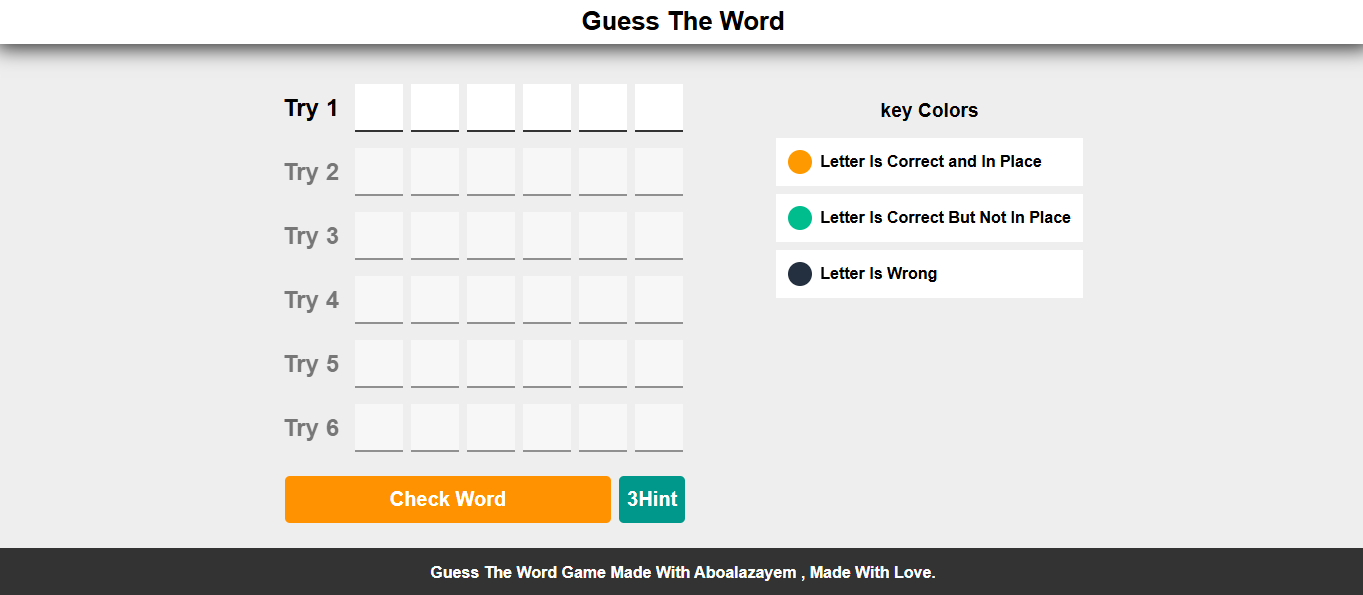 Guess The Word
Try 1
Try 2
Try 3
Try 4
Try 5
Try 6
Check Word
3Hint
key Colors
Letter Is Correct and In Place
Letter Is Correct But Not In Place
Letter Is Wrong
Guess The Word Game Made With Aboalazayem , Made With Love.